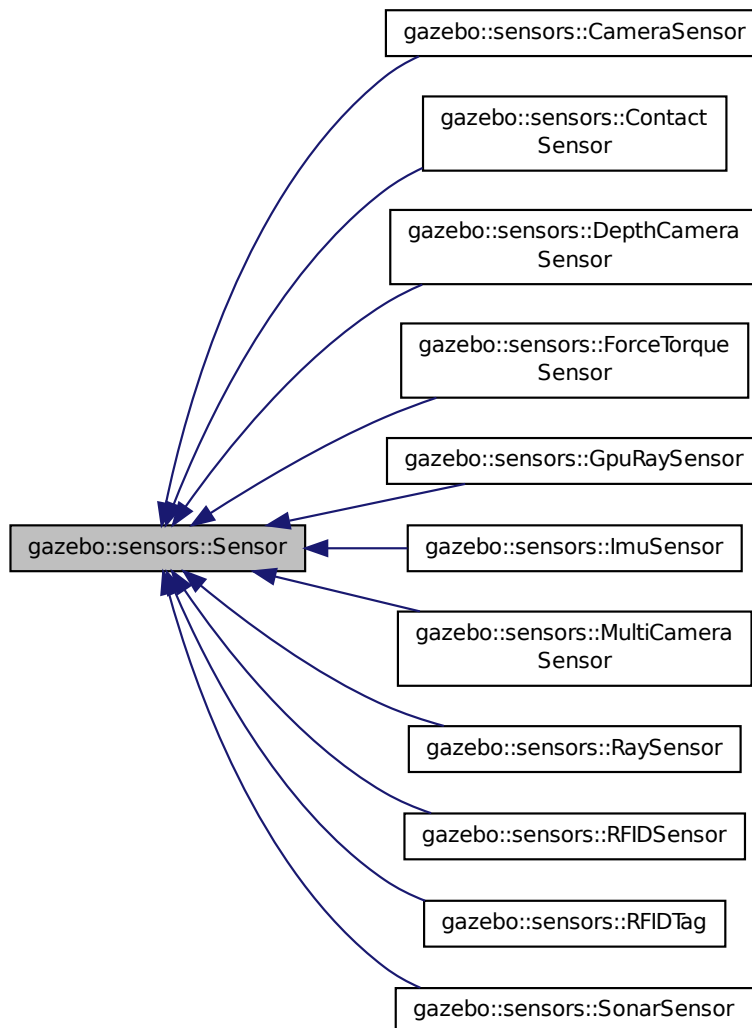 gazebo::sensors::CameraSensor
gazebo::sensors::Contact
Sensor
gazebo::sensors::DepthCamera
Sensor
gazebo::sensors::ForceTorque
Sensor
gazebo::sensors::GpuRaySensor
gazebo::sensors::Sensor
gazebo::sensors::ImuSensor
gazebo::sensors::MultiCamera
Sensor
gazebo::sensors::RaySensor
gazebo::sensors::RFIDSensor
gazebo::sensors::RFIDTag
gazebo::sensors::SonarSensor